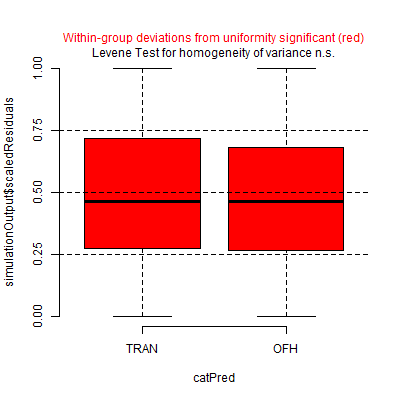 Within-group deviations from uniformity significant (red)
Levene Test for homogeneity of variance n.s.
simulationOutput$scaledResiduals
1.00
0.75
0.50
0.25
0.00
TRAN OFH
catPred